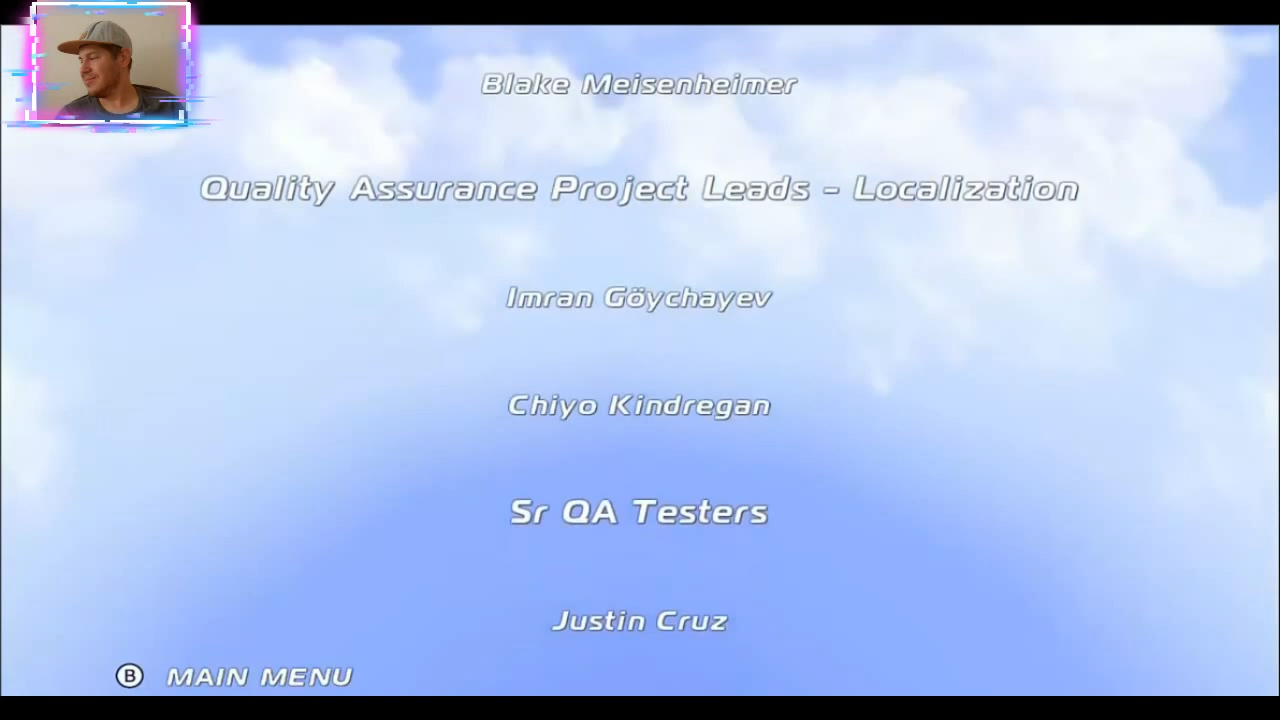 Blake Meisenheimer
Quality Assurance Project Leads - Localization
Imran Göychayev
Chiyo Kindregan
Sr QA Testers
Justin Cruz
B MAIN MENU